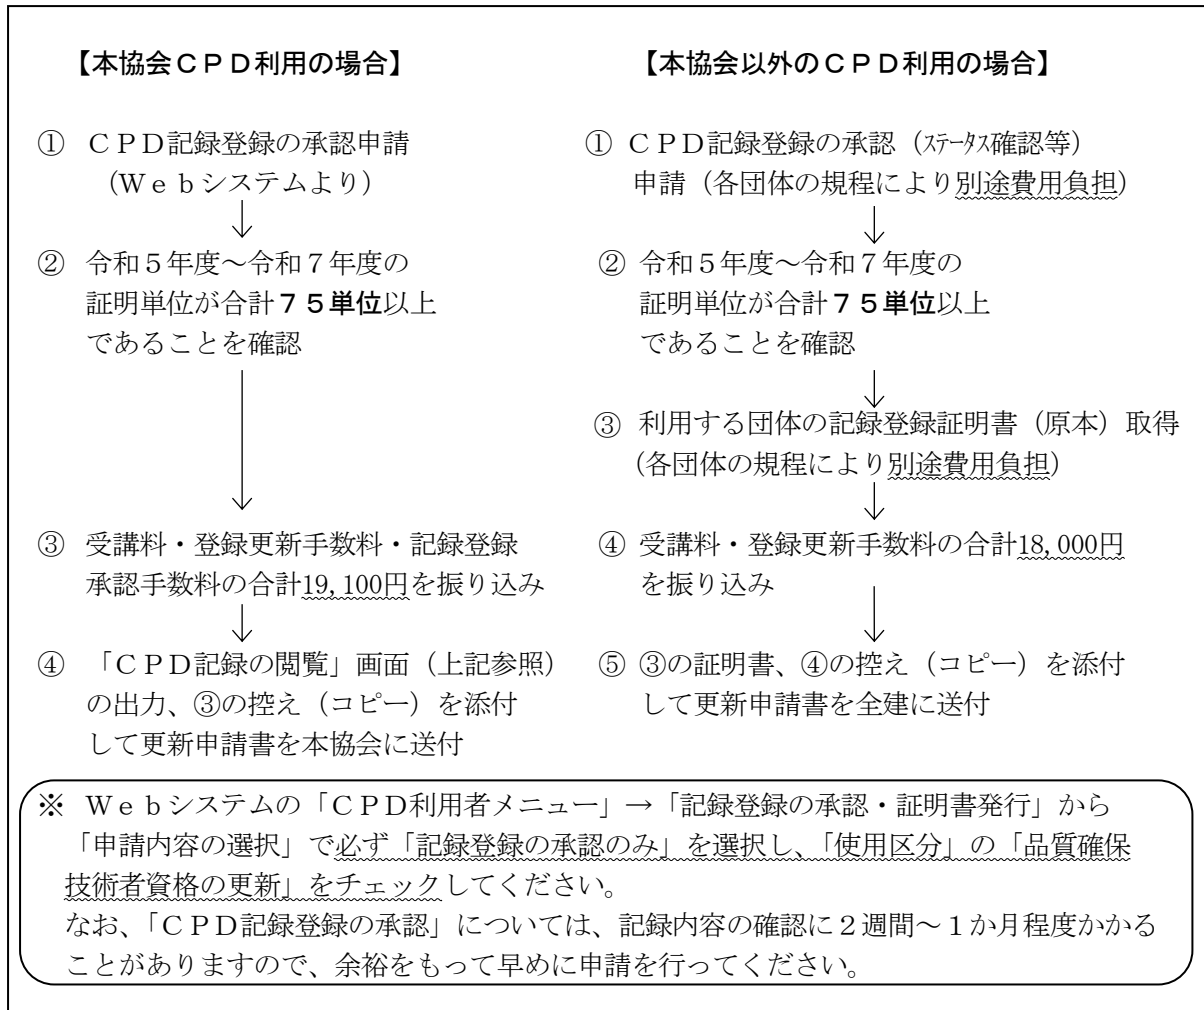 【本協会ＣＰＤ利用の場合】
① ＣＰＤ記録登録の承認申請
（Ｗｅｂシステムより）
② 令和５年度～令和７年度の
証明単位が合計７５単位以上
であることを確認
③ 受講料・登録更新手数料・記録登録
承認手数料の合計19,100円を振り込み
④ 「ＣＰＤ記録の閲覧」画面（上記参照）
の出力、③の控え（コピー）を添付
して更新申請書を本協会に送付
【本協会以外のＣＰＤ利用の場合】
① ＣＰＤ記録登録の承認（ｽﾃｰﾀｽ確認等）
申請（各団体の規程により別途費用負担）
② 令和５年度～令和７年度の
証明単位が合計７５単位以上
であることを確認
③ 利用する団体の記録登録証明書（原本）取得
（各団体の規程により別途費用負担）
④ 受講料・登録更新手数料の合計18,000円
を振り込み
⑤ ③の証明書、④の控え（コピー）を添付
して更新申請書を全建に送付
※ Ｗｅｂシステムの「ＣＰＤ利用者メニュー」→「記録登録の承認・証明書発行」から
「申請内容の選択」で必ず「記録登録の承認のみ」を選択し、「使用区分」の「品質確保
技術者資格の更新」をチェックしてください。
なお、「ＣＰＤ記録登録の承認」については、記録内容の確認に２週間～１か月程度かかる
ことがありますので、余裕をもって早めに申請を行ってください。